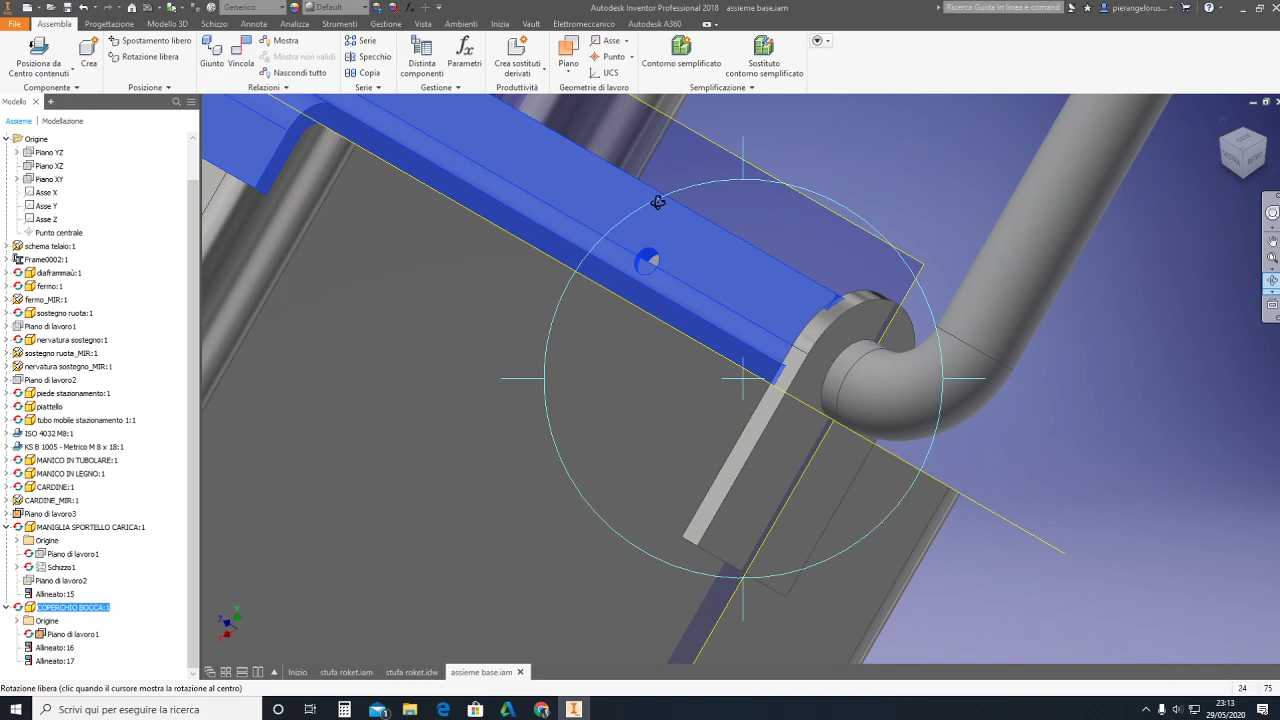 Generico
Default
Autodesk Inventor Professional 2018   assieme base.iam
Ricerca Guida in linea e comand
pierangelorus...
File
Assembla
Progettazione
Modello 3D
Schizzo
Annota
Analizza
Strumenti
Gestione
Vista
Ambienti
Inizia
Vault
Elettromeccanico
Autodesk A360
Posiziona da
Centro contenuti
Crea
Spostamento libero
Rotazione libera
Giunto
Vincola
Mostra
Mostra non validi
Nascondi tutto
Serie
Specchio
Copia
Distinta
componenti
Parametri
Crea sostituti
derivati
Piano
Asse
Punto
UCS
Contorno semplificato
Sostituto
contorno semplificato
Componente
Posizione
Relazioni
Serie
Gestione
Produttività
Geometrie di lavoro
Semplificazione
Modello
Assieme
Modellazione
Origine
Piano YZ
Piano XZ
Piano XY
Asse X
Asse Y
Asse Z
Punto centrale
schema telaio:1
Frame0002:1
diaframmaù:1
fermo:1
fermo_MIR:1
sostegno ruota:1
Piano di lavoro1
nervatura sostegno:1
sostegno ruota_MIR:1
nervatura sostegno_MIR:1
Piano di lavoro2
piede stazionamento:1
piattello
tubo mobile stazionamento 1:1
ISO 4032 M8:1
KS B 1005 - Metrico M 8 x 18:1
MANICO IN TUBOLARE:1
MANICO IN LEGNO:1
CARDINE:1
CARDINE_MIR:1
Piano di lavoro3
MANIGLIA SPORTELLO CARICA:1
Origine
Piano di lavoro1
Schizzo1
Piano di lavoro2
Allineato:15
COPERCHIO BOCCA:1
Origine
Piano di lavoro1
Allineato:16
Allineato:17
Inizio
stufa roket.iam
stufa roket.idw
assieme base.iam
Rotazione libera (clic quando il cursore mostra la rotazione al centro)
24
75
Scrivi qui per eseguire la ricerca
23:13
29/05/2020